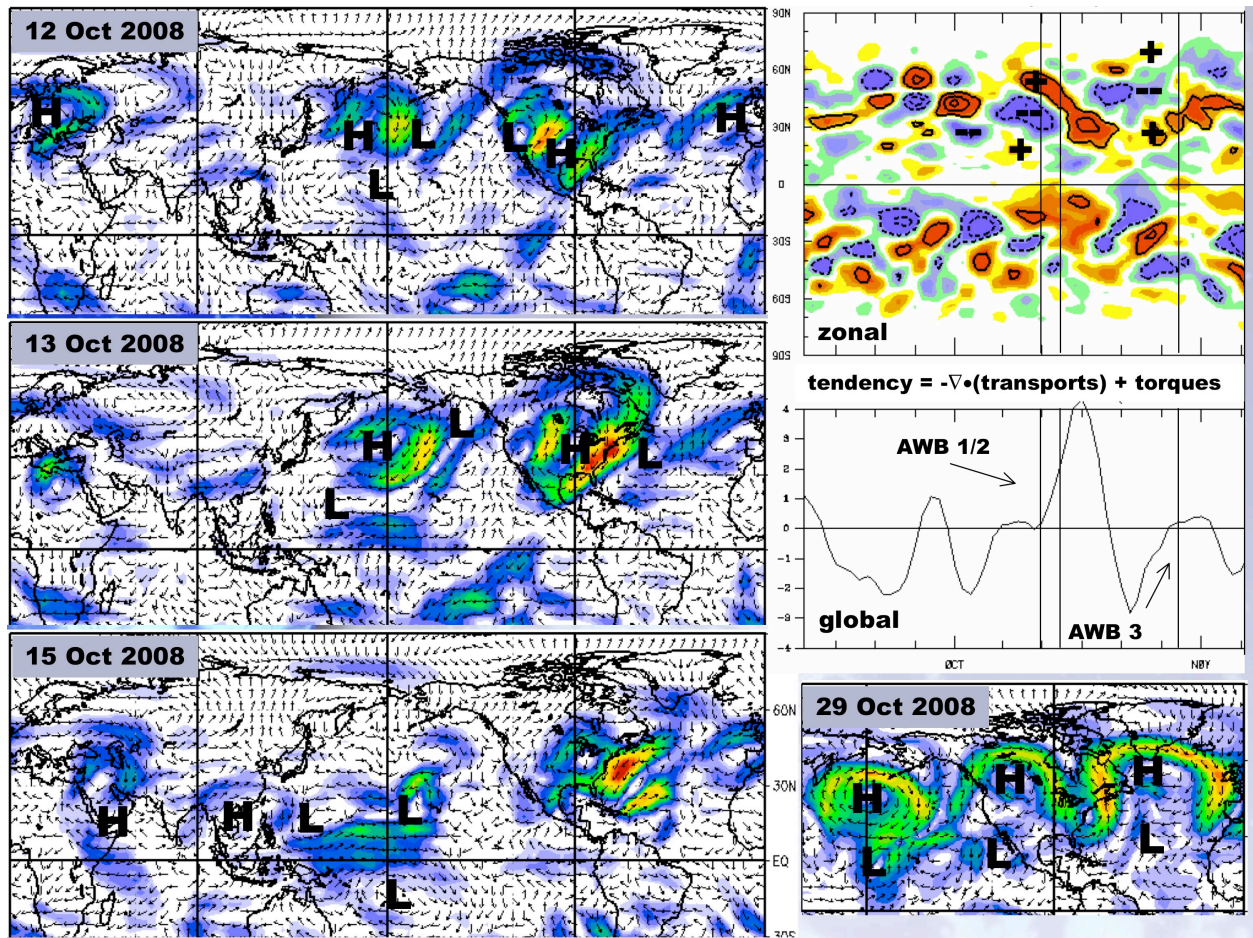 12 Oct 2008
H
H
L
L
L
H
H
13 Oct 2008
H
L
L
H
L
15 Oct 2008
H
H
L
L
L
60N
30N
EQ
30S
90N
60N
30N
0
30S
60S
90S
+
+
--
--
--
+
+
zonal
tendency = -∇•(transports) + torques
4
3
2
1
0
-1
-2
-3
-4
AWB 1/2
AWB 3
global
OCT
NOV
29 Oct 2008
H
H
H
L
L
L